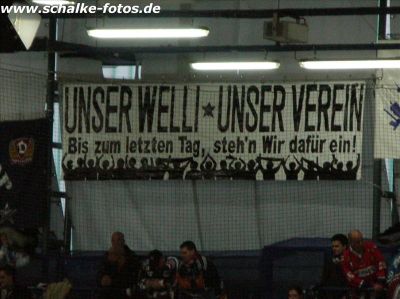 www.schalke-fotos.de
UNSER WELLI ★ UNSER VEREIN
Bis zum letzten Tag, steh'n Wir dafür ein!